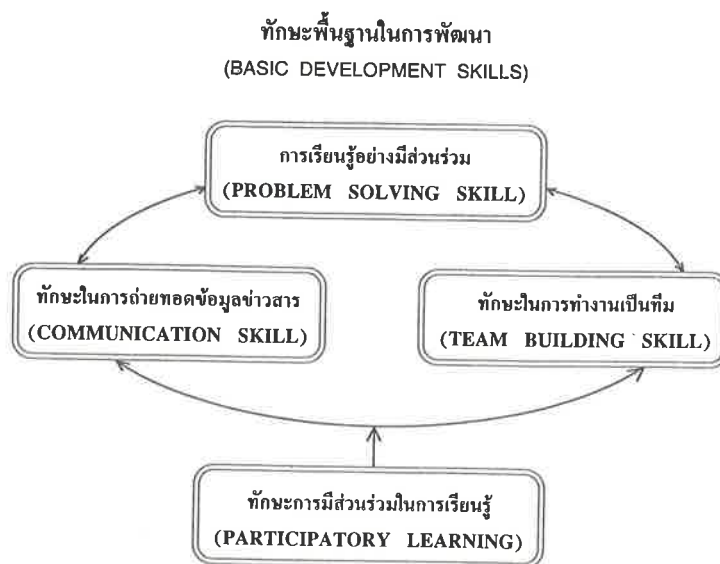 ทักษะพื้นฐานในการพัฒนา
(BASIC DEVELOPMENT SKILLS)
การเรียนรู้อย่างมีส่วนร่วม
(PROBLEM SOLVING SKILL)
ทักษะในการถ่ายทอดข้อมูลข่าวสาร
(COMMUNICATION SKILL)
ทักษะในการทำงานเป็นทีม
(TEAM BUILDING SKILL)
ทักษะการมีส่วนร่วมในการเรียนรู้
(PARTICIPATORY LEARNING)